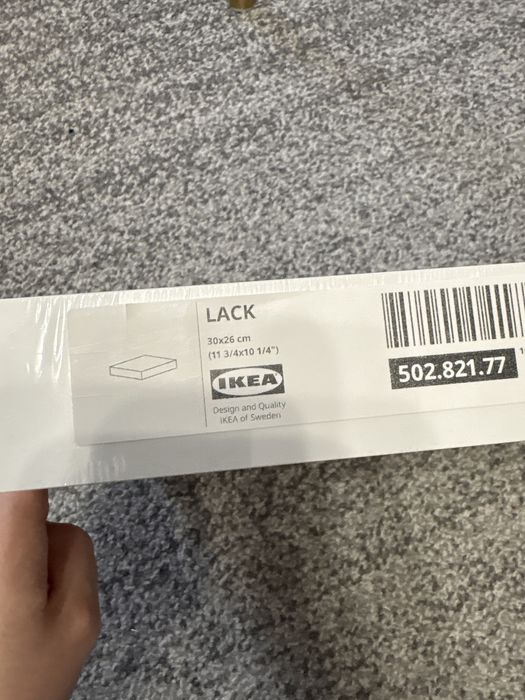 LACK
30x26 cm
(11 3/4x10 1/4")
IKEA
Design and Quality
IKEA of Sweden
502.821.77